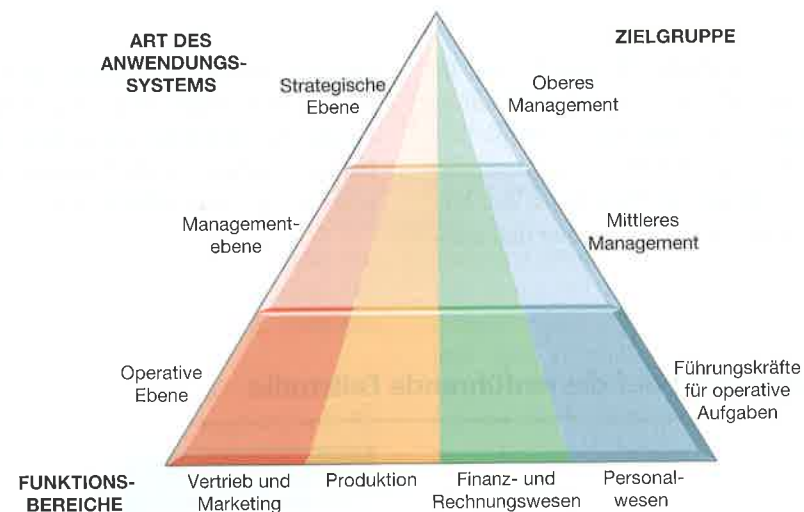 ART DES
ANWENDUNGS-
SYSTEMS
ZIELGRUPPE
Strategische
Ebene
Oberes
Management
Management-
ebene
Mittleres
Management
Operative
Ebene
Führungskräfte
für operative
Aufgaben
FUNKTIONS-
BEREICHE
Vertrieb und
Marketing
Produktion
Finanz- und
Rechnungswesen
Personal-
wesen